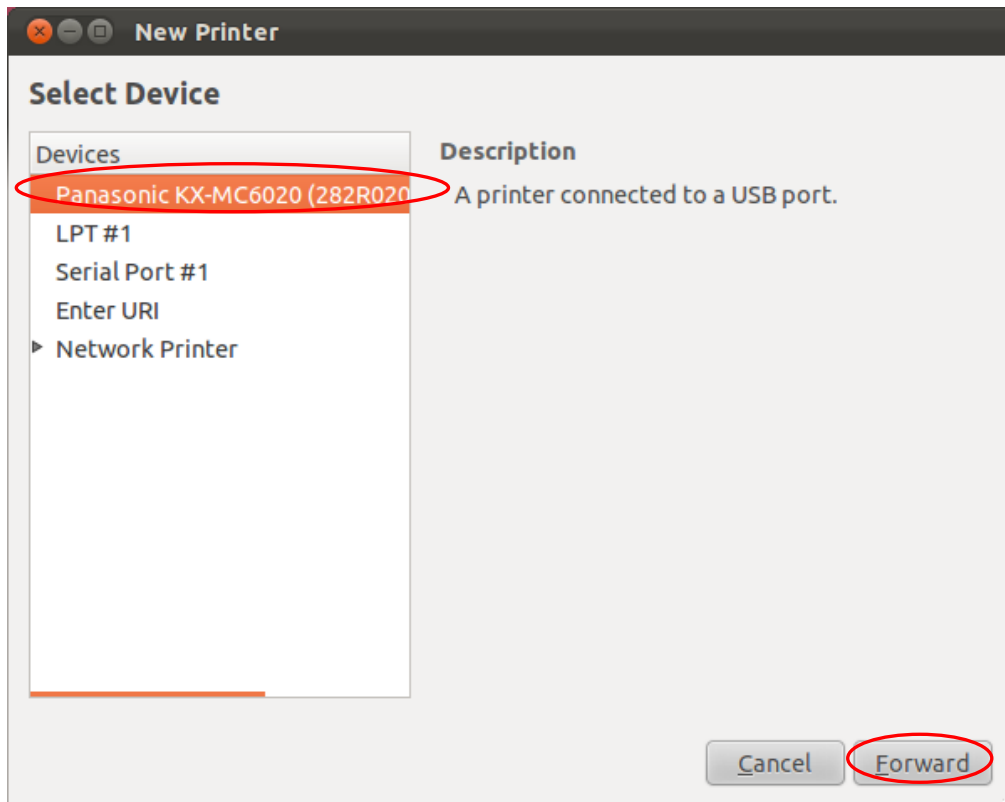 New Printer
Select Device
Devices
Panasonic KX-MC6020 (282R020
LPT #1
Serial Port #1
Enter URI
Network Printer
Description
A printer connected to a USB port.
Cancel
Forward